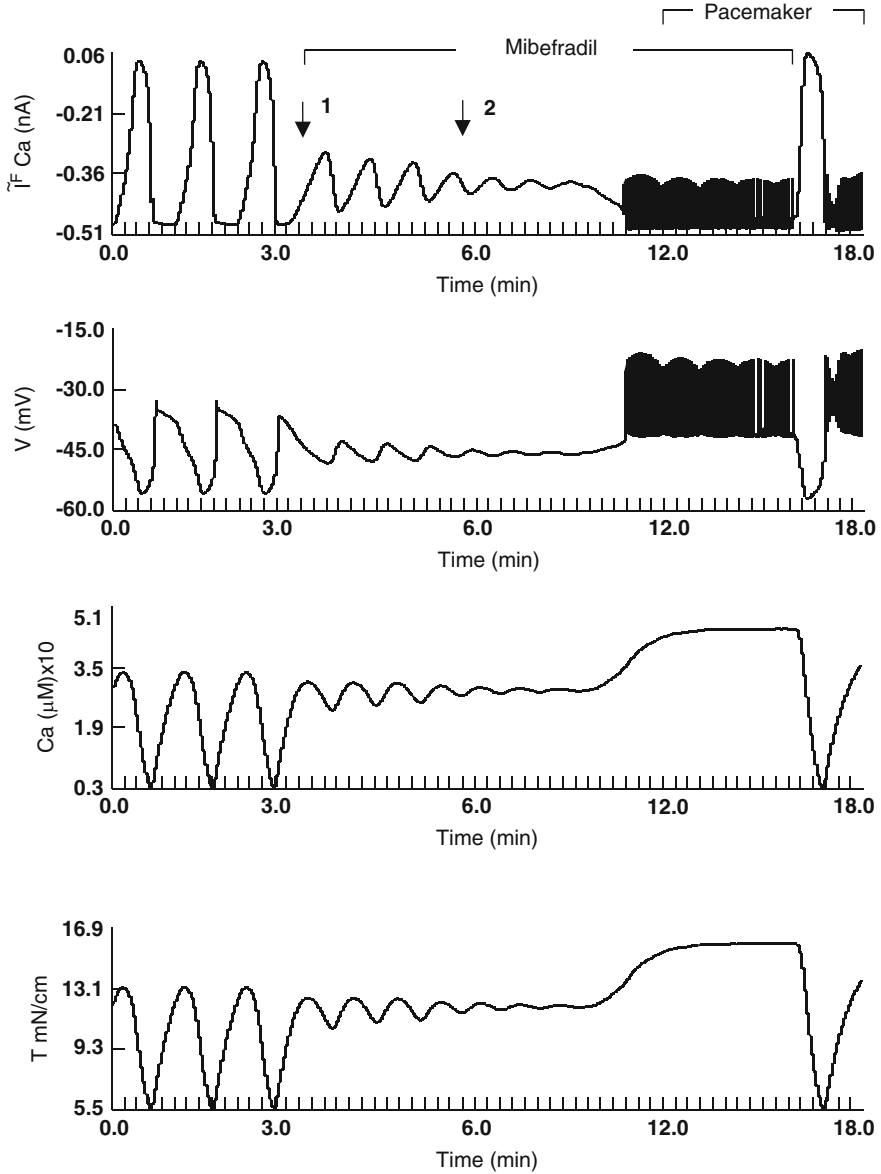 Pacemaker
Mibefradil
ĨF Ca (nA)
0.06
-0.21
-0.36
-0.51
1
2
0.0 3.0 6.0 12.0 18.0
Time (min)
V (mV)
-15.0
-30.0
-45.0
-60.0
0.0 3.0 6.0 12.0 18.0
Time (min)
Ca (μM)x10
5.1
3.5
1.9
0.3
0.0 3.0 6.0 12.0 18.0
Time (min)
T mN/cm
16.9
13.1
9.3
5.5
0.0 3.0 6.0 12.0 18.0
Time (min)